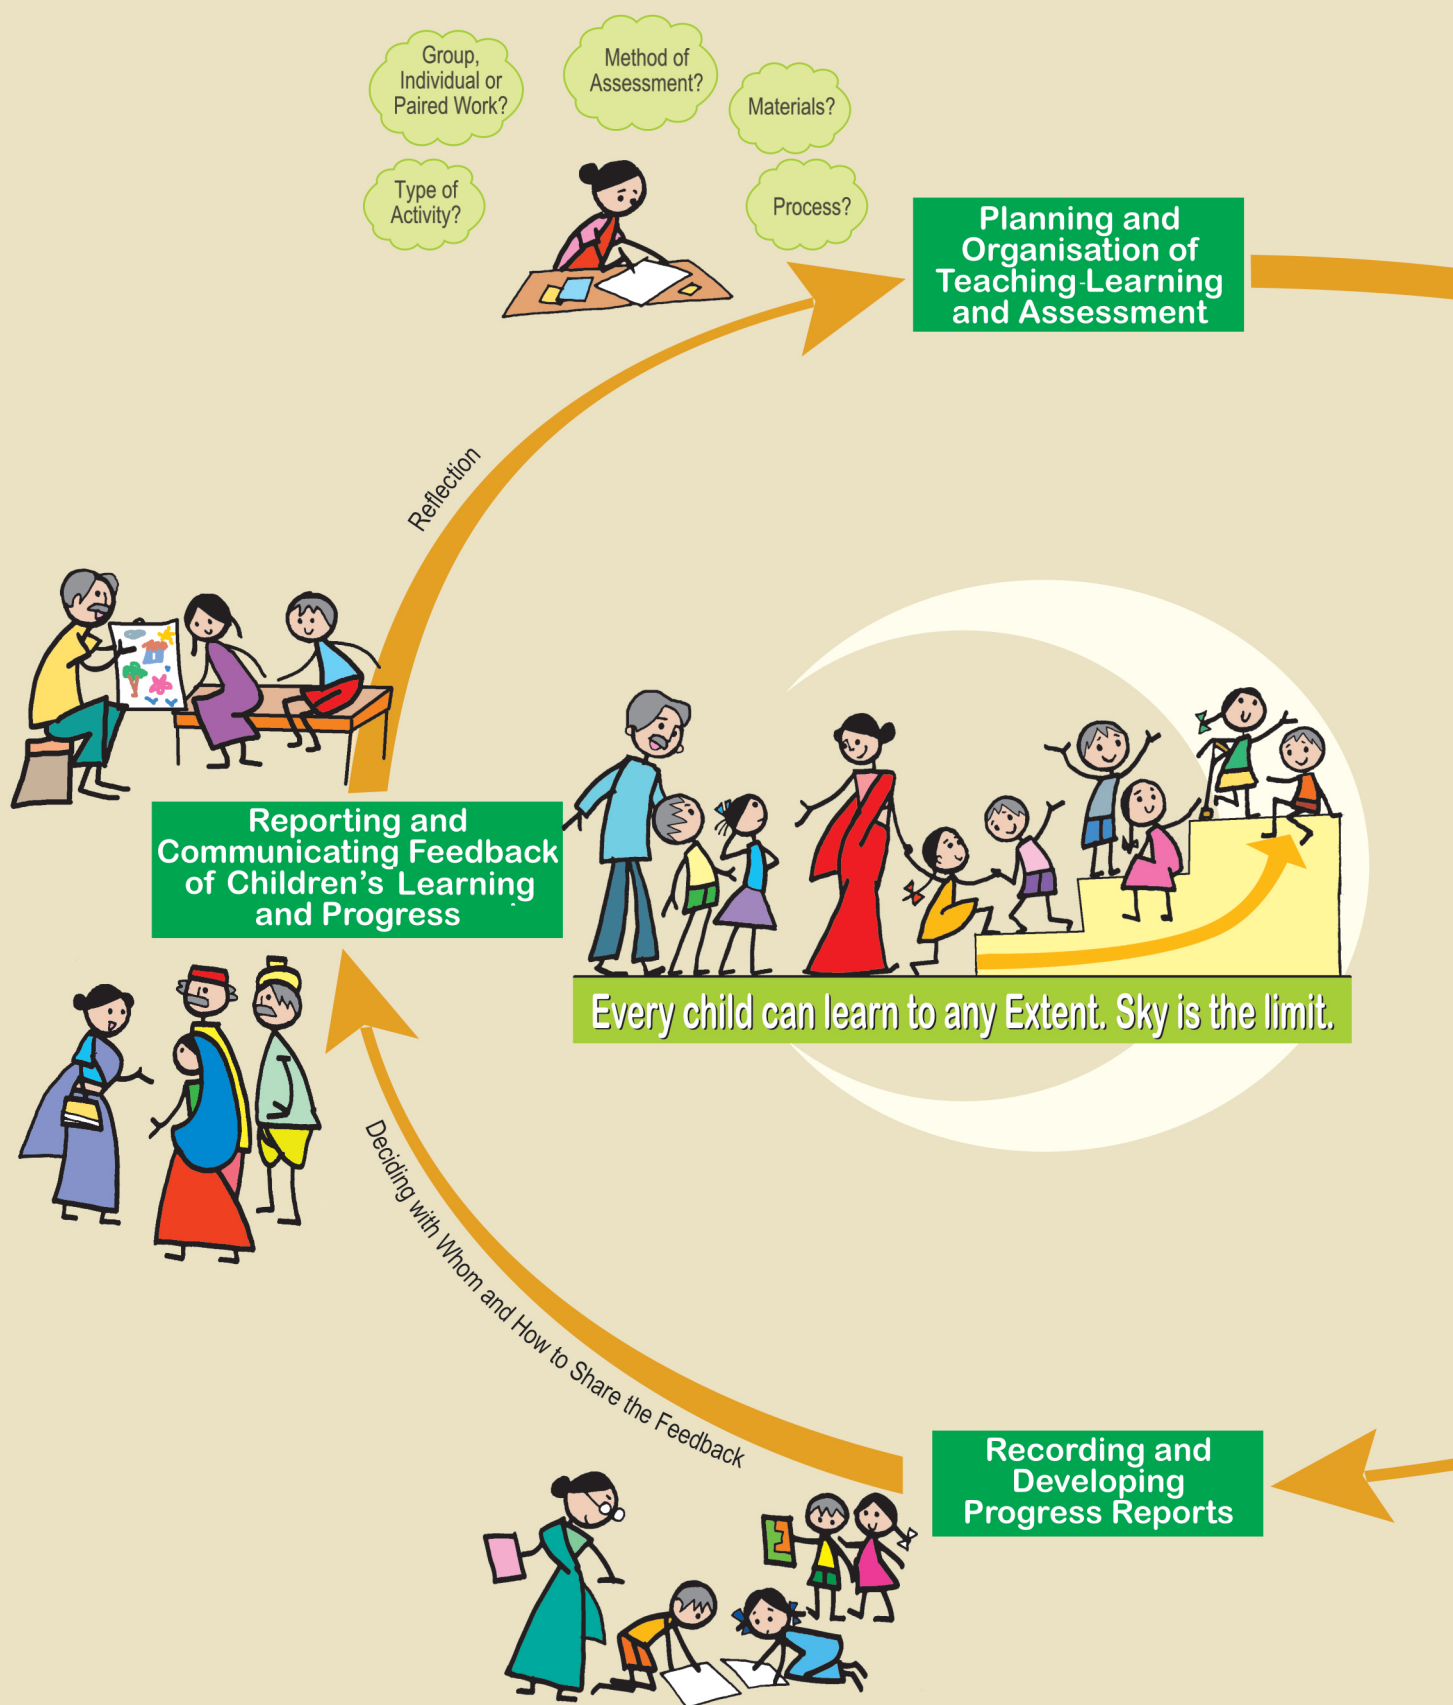 Group,
Individual or
Paired Work?
Method of
Assessment?
Materials?
Type of
Activity?
Process?
Planning and
Organisation of
Teaching-Learning
and Assessment
Reflection
Reporting and
Communicating Feedback
of Children's Learning
and Progress
Every child can learn to any Extent. Sky is the limit.
Deciding with Whom and How to Share the Feedback
Recording and
Developing
Progress Reports